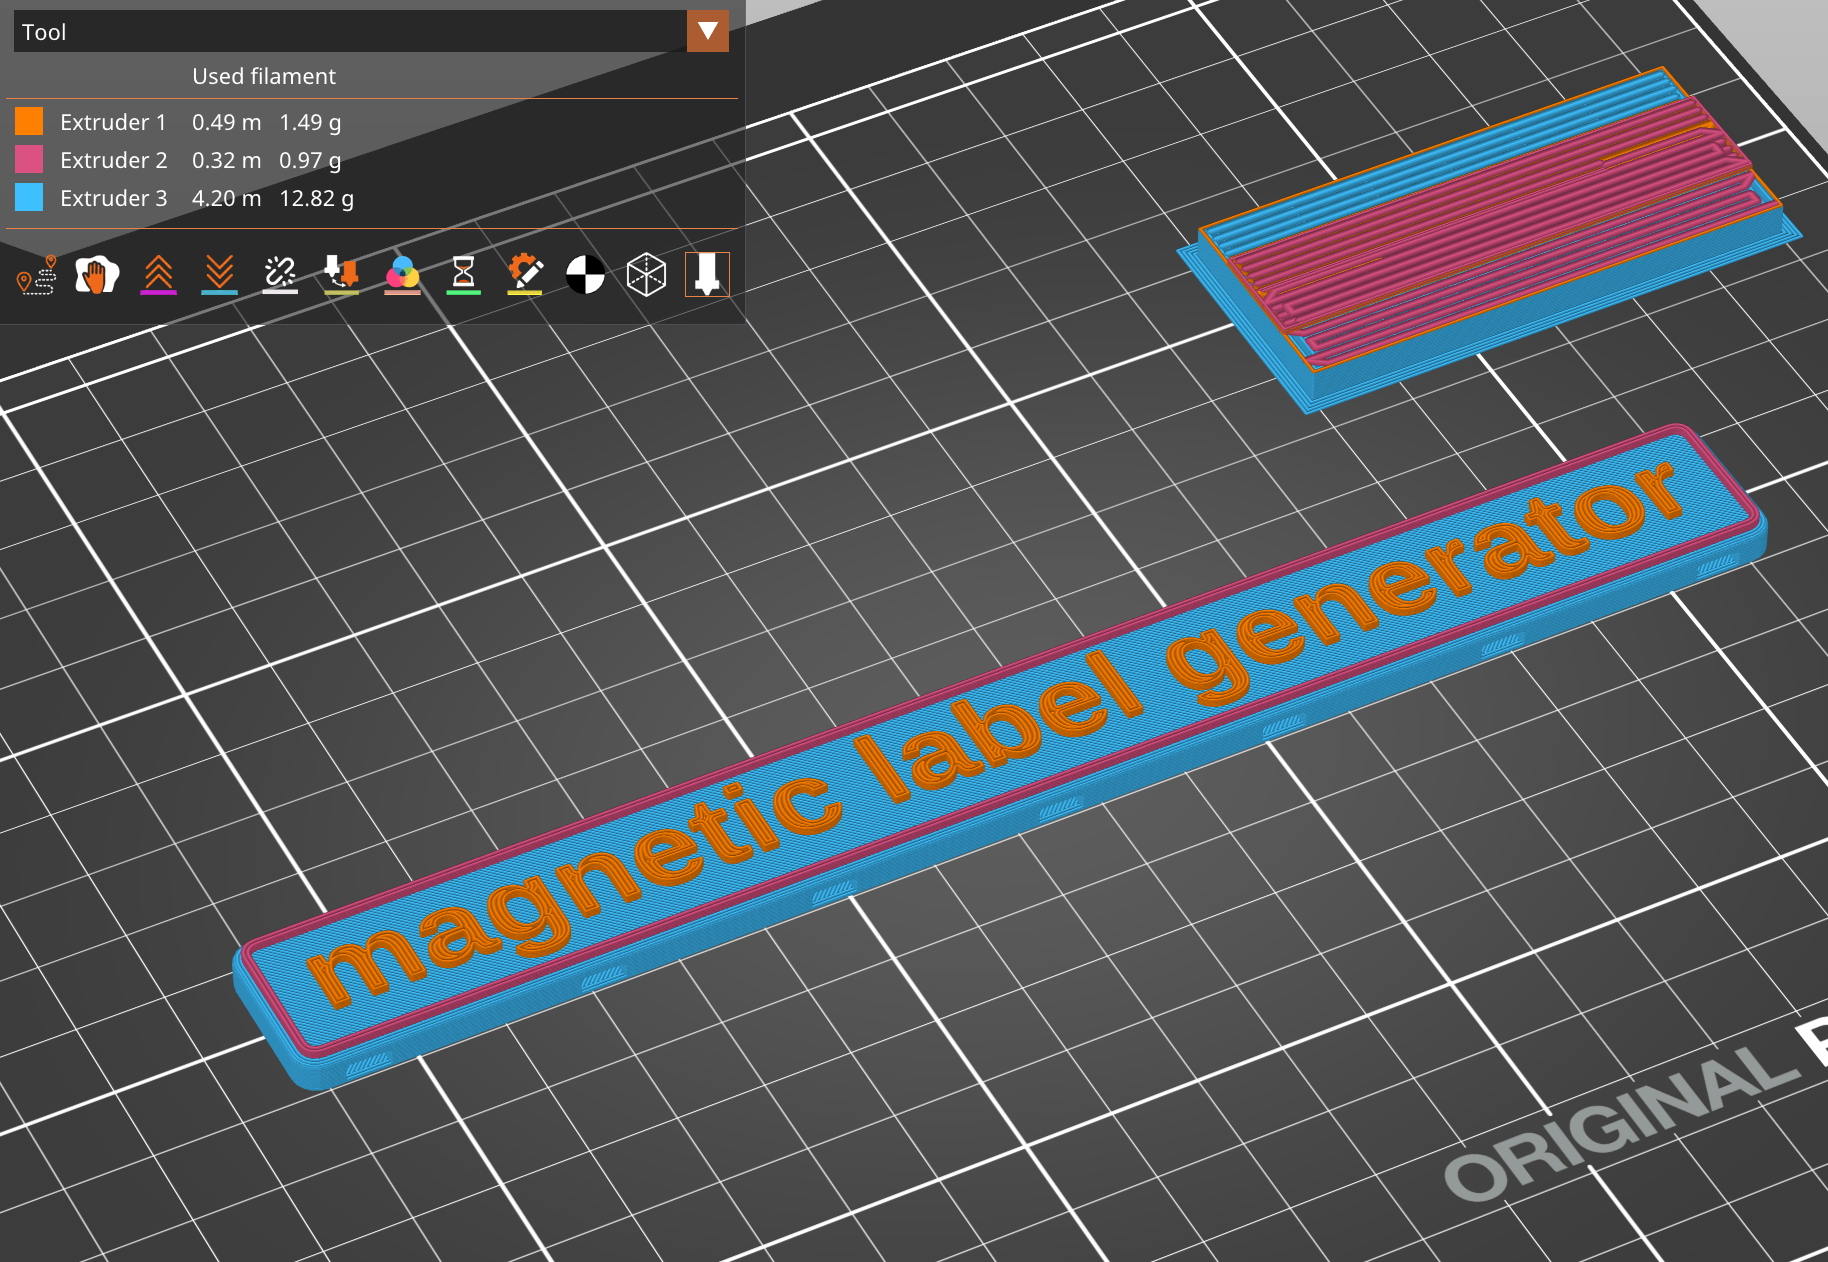 Tool
Used filament
Extruder 1 0.49 m 1.49 g
Extruder 2 0.32 m 0.97 g
Extruder 3 4.20 m 12.82 g
magnetic label generator
ORIGINAL